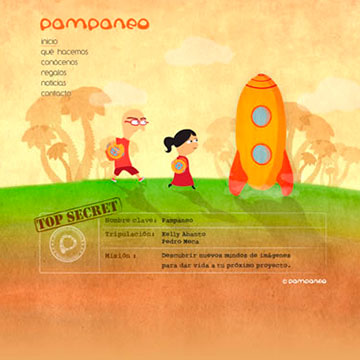 pampaneo
inicio
qué hacemos
conócenos
regalos
noticias
contacto
TOP SECRET
Nombre clave: Pampaneo
Tripulación: Kelly Abanto
Pedro Meca
Misión : Descubrir nuevos mundos de imágenes
para dar vida a tu próximo proyecto.
© pampaneo